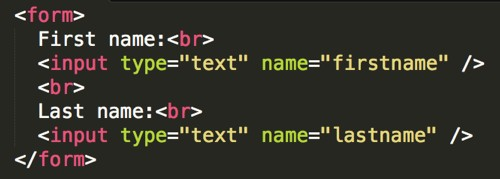 <form>
First name:<br>
<input type="text" name="firstname" />
<br>
Last name:<br>
<input type="text" name="lastname" />
</form>